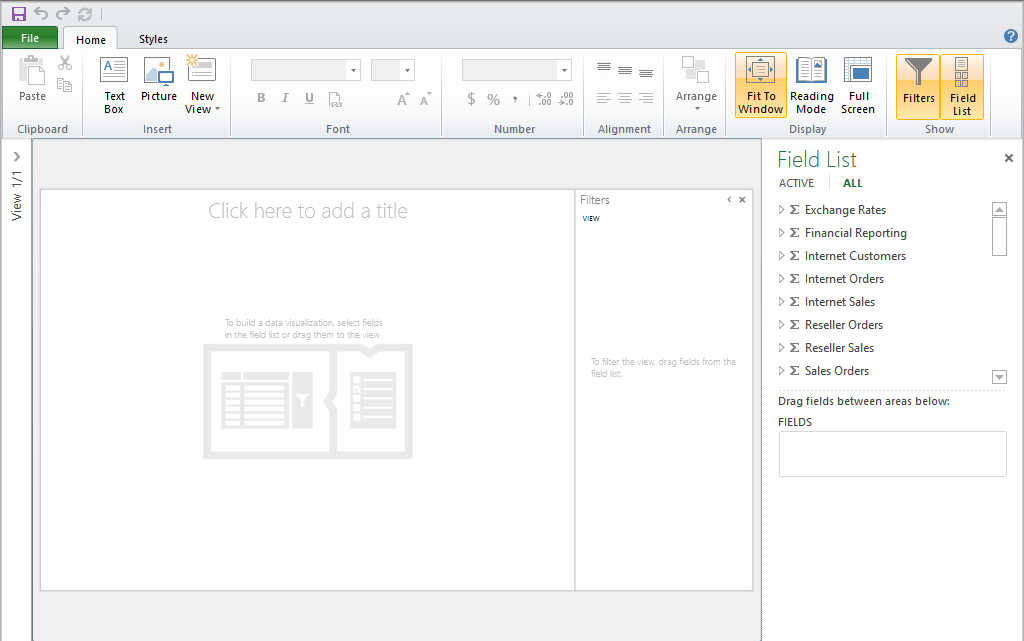 File
Home
Styles
Paste
Text Box
Picture
New View
B I U
A A
$ % ,
.00 .00
Arrange
Fit To Window
Reading Mode
Full Screen
Filters
Field List
Clipboard
Insert
Font
Number
Alignment
Arrange
Display
Show
View 1/1
Click here to add a title
To build a data visualization, select fields
in the field list or drag them to the view
Filters
VIEW
To filter the view, drag fields from the
field list.
Field List
ACTIVE
ALL
Exchange Rates
Financial Reporting
Internet Customers
Internet Orders
Internet Sales
Reseller Orders
Reseller Sales
Sales Orders
Drag fields between areas below:
FIELDS